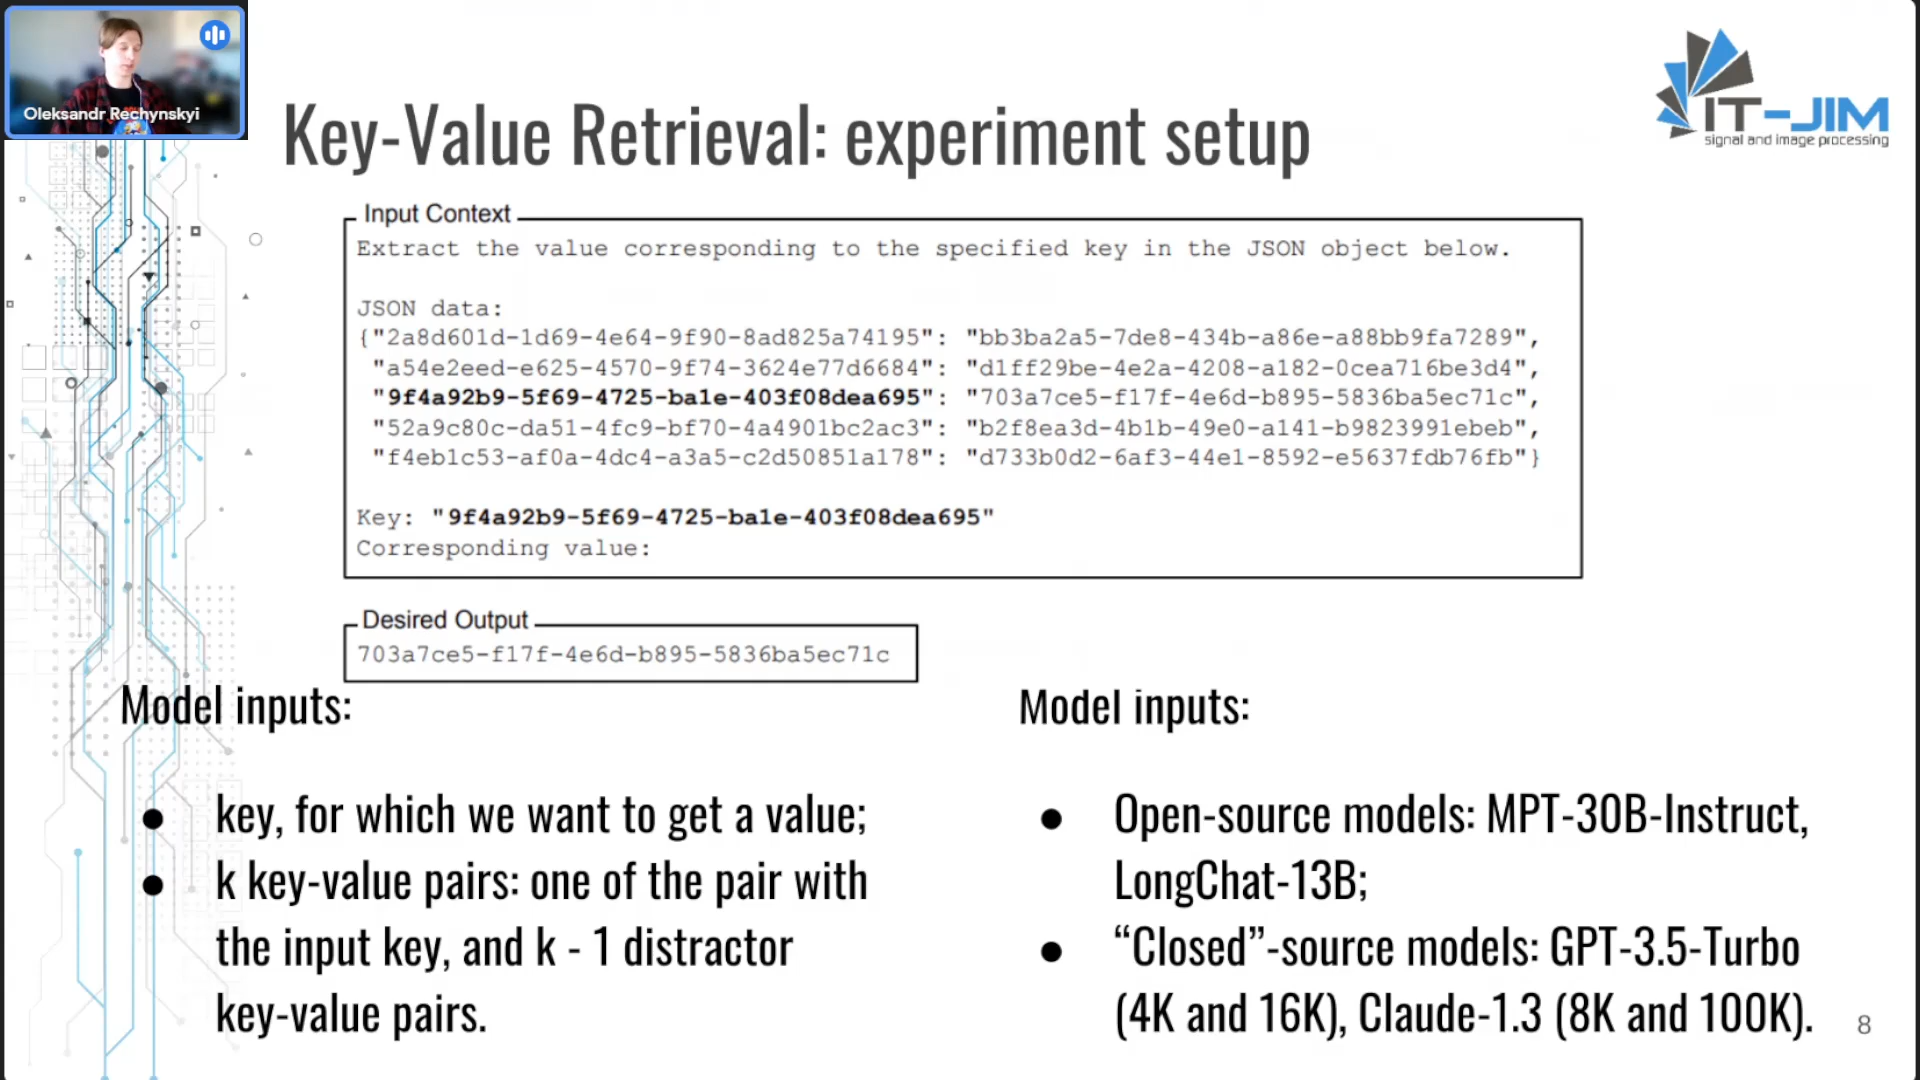 Oleksandr Rechynskyi
IT-JIM
signal and image processing
Key-Value Retrieval: experiment setup
Input Context
Extract the value corresponding to the specified key in the JSON object below.
JSON data:
{"2a8d601d-1d69-4e64-9f90-8ad825a74195": "bb3ba2a5-7de8-434b-a86e-a88bb9fa7289",
"a54e2eed-e625-4570-9f74-3624e77d6684": "d1ff29be-4e2a-4208-a182-0cea716be3d4",
"9f4a92b9-5f69-4725-ba1e-403f08dea695": "703a7ce5-f17f-4e6d-b895-5836ba5ec71c",
"52a9c80c-da51-4fc9-bf70-4a4901bc2ac3": "b2f8ea3d-4b1b-49e0-a141-b9823991ebeb",
"f4eb1c53-af0a-4dc4-a3a5-c2d50851a178": "d733b0d2-6af3-44e1-8592-e5637fdb76fb"}
Key: "9f4a92b9-5f69-4725-ba1e-403f08dea695"
Corresponding value:
Desired Output
703a7ce5-f17f-4e6d-b895-5836ba5ec71c
Model inputs:
● key, for which we want to get a value;
● k key-value pairs: one of the pair with
the input key, and k - 1 distractor
key-value pairs.
Model inputs:
● Open-source models: MPT-30B-Instruct,
LongChat-13B;
● “Closed”-source models: GPT-3.5-Turbo
(4K and 16K), Claude-1.3 (8K and 100K).
8